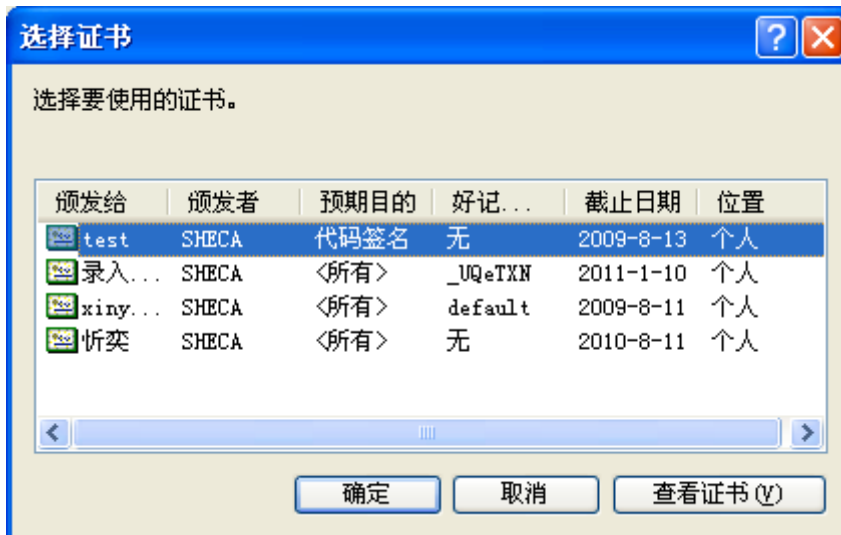 选择证书
选择要使用的证书。
颁发给 颁发者 预期目的 好记... 截止日期 位置
test SHECA 代码签名 无 2009-8-13 个人
录入... SHECA <所有> _UQeTXN 2011-1-10 个人
xiny... SHECA <所有> default 2009-8-11 个人
忻奕 SHECA <所有> 无 2010-8-11 个人
确定 取消 查看证书(V)